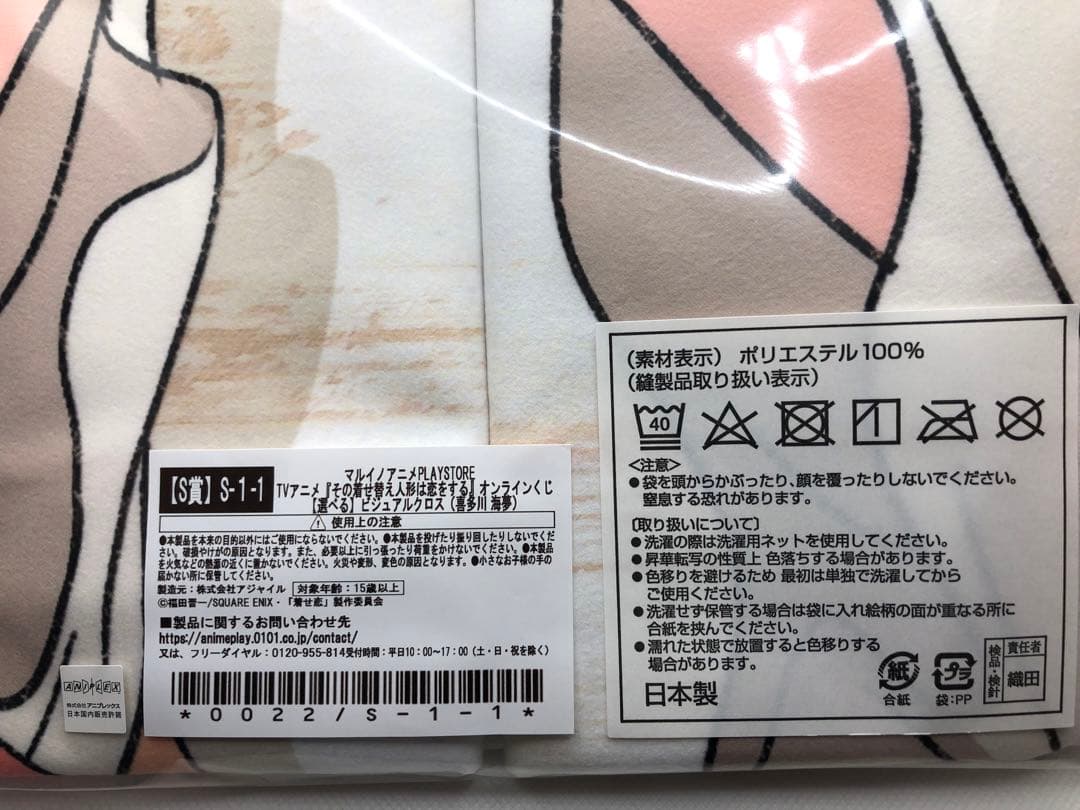 【S賞】S-1-1
マルイノアニメPLAYSTORE
TVアニメ『その着せ替え人形は恋をする』オンラインくじ
【選べる】ビジュアルクロス（喜多川 海夢）
使用上の注意
●本製品を本来の目的以外にはご使用にならないでください。●本製品を投げたり振り回したりしないでくだ
さい。破損やけがの原因となります。また、必要以上に引っ張ったり荷重をかけないでください。●本製品
を火気などの熱源の近くに置かないでください。火災や変形、変色の原因となります。●小さなお子様の手の
届かない所に保管してください。
製造元：株式会社アジャイル 対象年齢：15歳以上
©福田晋一/SQUARE ENIX・「着せ恋」製作委員会
■製品に関するお問い合わせ先
https://animeplay.0101.co.jp/contact/
又は、フリーダイヤル：0120-955-814受付時間：平日10：00～17：00（土・日・祝を除く）
*0022/S-1-1*
ANIPLEX
株式会社アニプレックス
日本国内販売許諾
（素材表示） ポリエステル100%
（縫製品取り扱い表示）
40
＜注意＞
●袋を頭からかぶったり、顔を覆ったりしないでください。
窒息する恐れがあります。
［取り扱いについて］
●洗濯の際は洗濯用ネットを使用してください。
●昇華転写の性質上 色落ちする場合があります。
●色移りを避けるため 最初は単独で洗濯してから
ご使用ください。
●洗濯せず保管する場合は袋に入れ絵柄の面が重なる所に
合紙を挟んでください。
●濡れた状態で放置すると色移りする
場合があります。
日本製
紙
合紙
プラ
袋：PP
検品・検針
責任者
織田